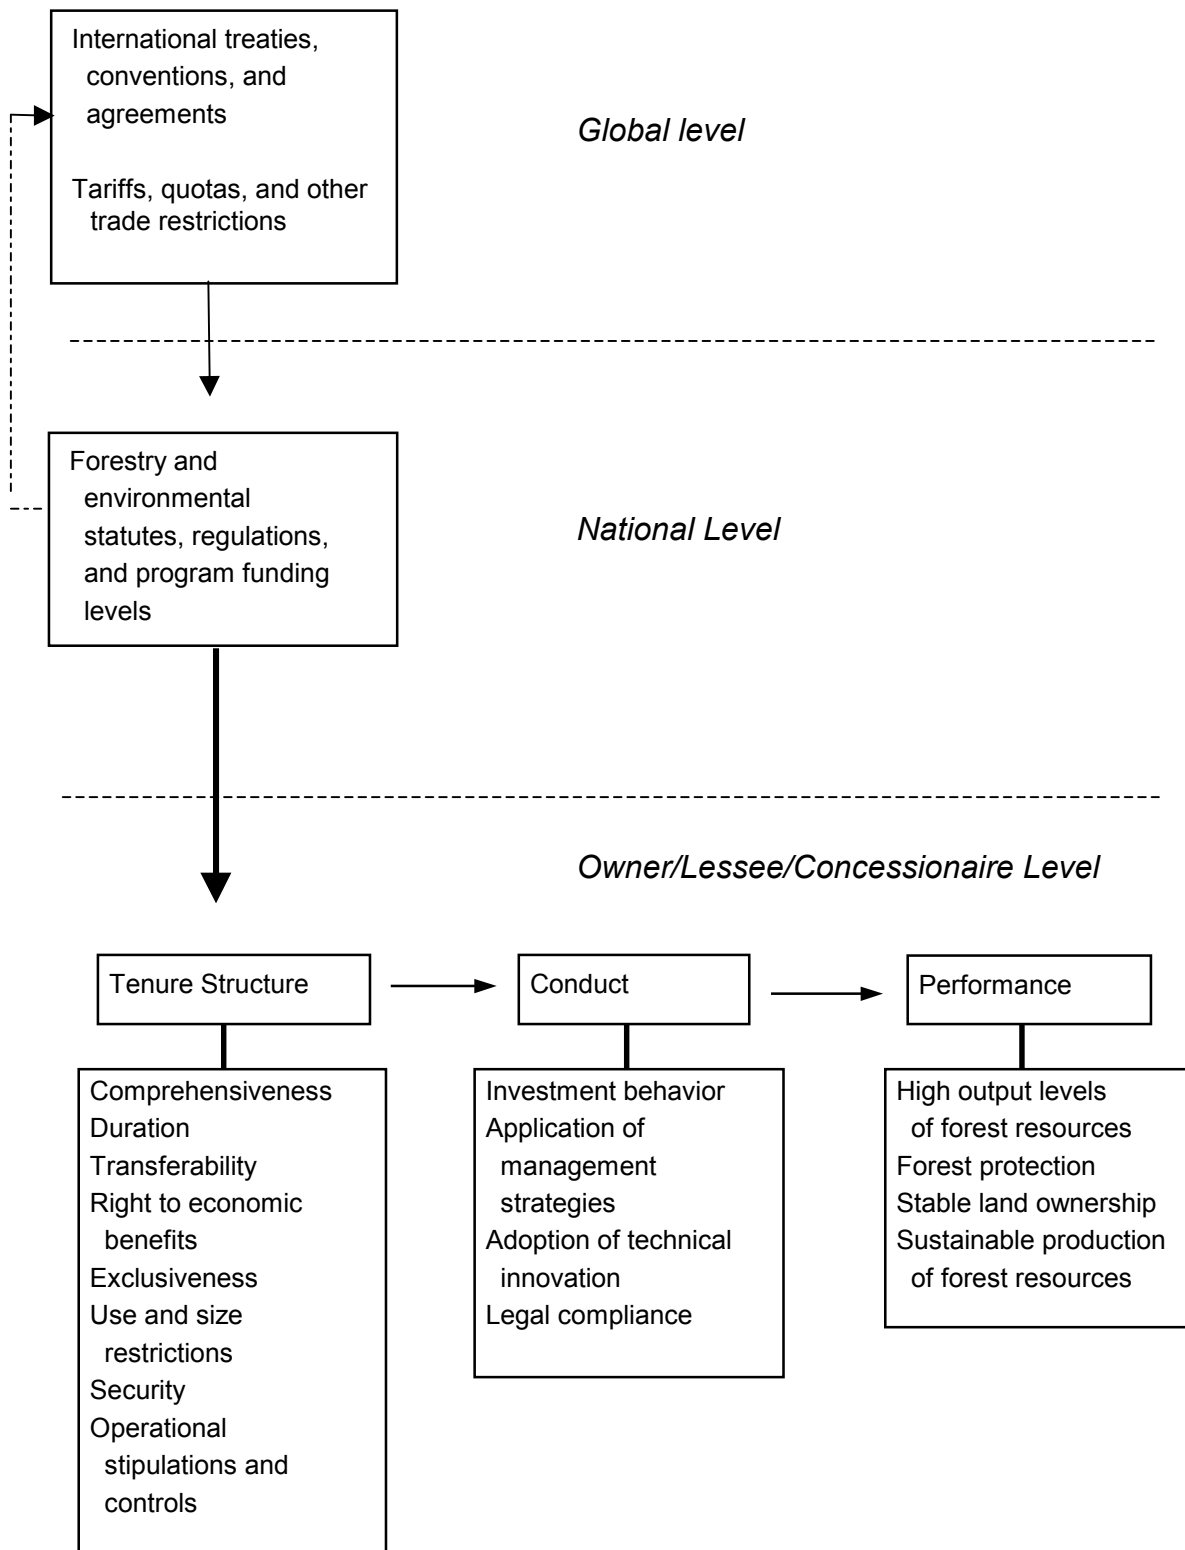 International treaties,
conventions, and
agreements
Tariffs, quotas, and other
trade restrictions
Global level
Forestry and
environmental
statutes, regulations,
and program funding
levels
National Level
Owner/Lessee/Concessionaire Level
Tenure Structure
Conduct
Performance
Comprehensiveness
Duration
Transferability
Right to economic
benefits
Exclusiveness
Use and size
restrictions
Security
Operational
stipulations and
controls
Investment behavior
Application of
management
strategies
Adoption of technical
innovation
Legal compliance
High output levels
of forest resources
Forest protection
Stable land ownership
Sustainable production
of forest resources